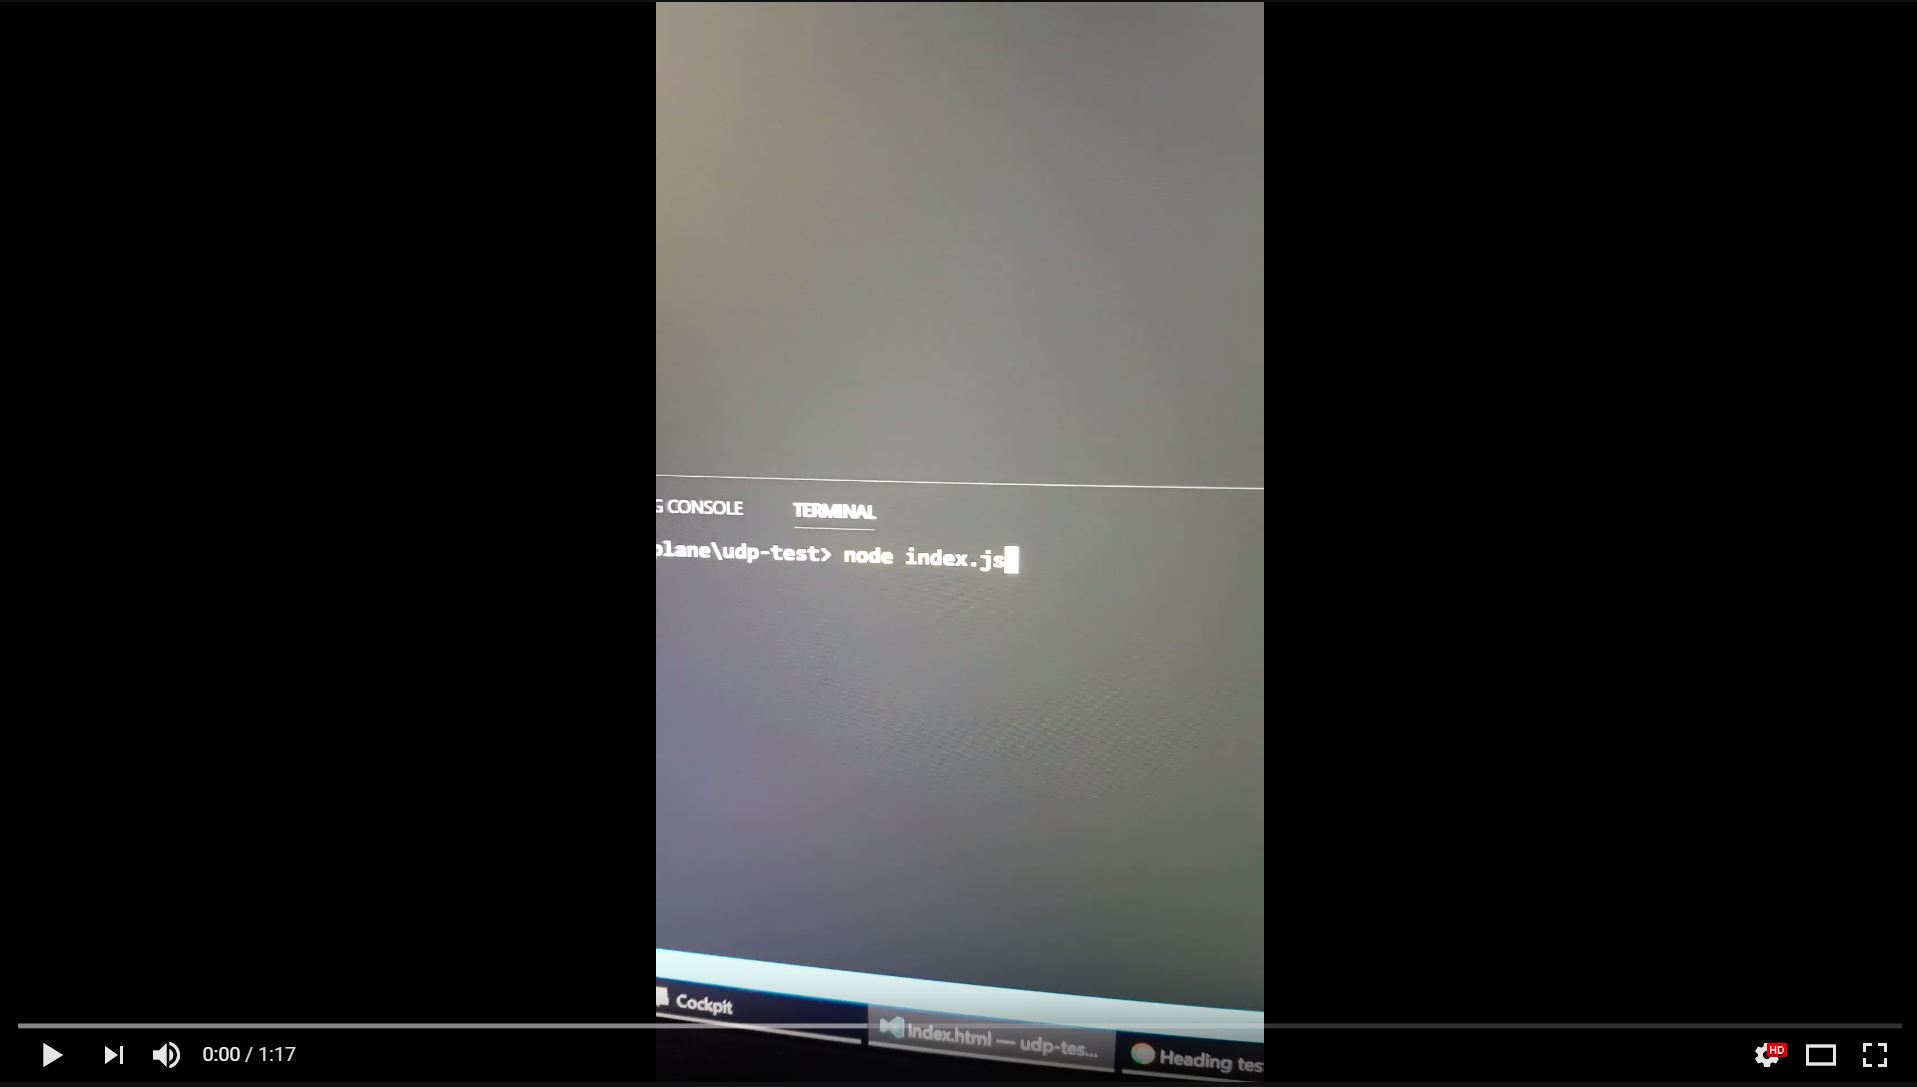 G CONSOLE TERMINAL
plane\udp-test> node index.js
Cockpit
Index.html — udp-tes...
Heading tes
0:00 / 1:17
HD